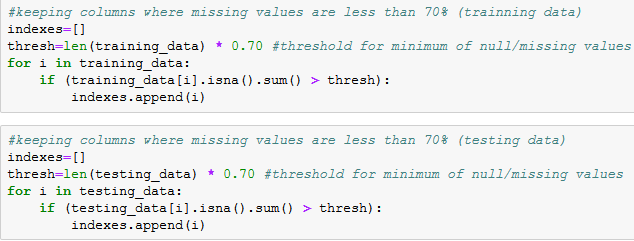 #keeping columns where missing values are less than 70% (trainning data)
indexes=[]
thresh=len(training_data) * 0.70 #threshold for minimum of null/missing values
for i in training_data:
    if (training_data[i].isna().sum() > thresh):
        indexes.append(i)
#keeping columns where missing values are less than 70% (testing data)
indexes=[]
thresh=len(testing_data) * 0.70 #threshold for minimum of null/missing values
for i in testing_data:
    if (testing_data[i].isna().sum() > thresh):
        indexes.append(i)